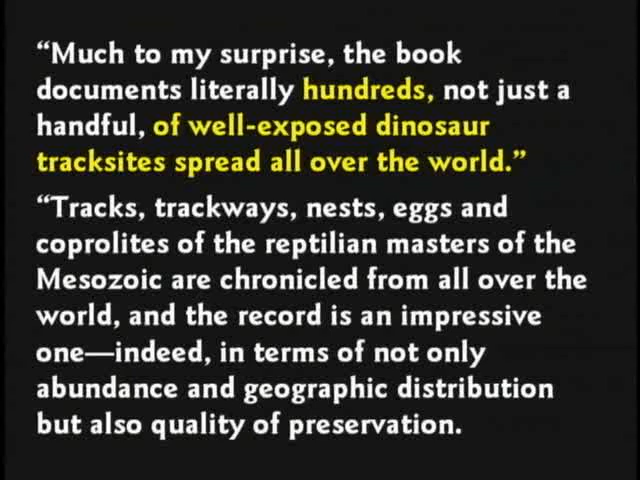 “Much to my surprise, the book
documents literally hundreds, not just a
handful, of well-exposed dinosaur
tracksites spread all over the world.”
“Tracks, trackways, nests, eggs and
coprolites of the reptilian masters of the
Mesozoic are chronicled from all over the
world, and the record is an impressive
one—indeed, in terms of not only
abundance and geographic distribution
but also quality of preservation.